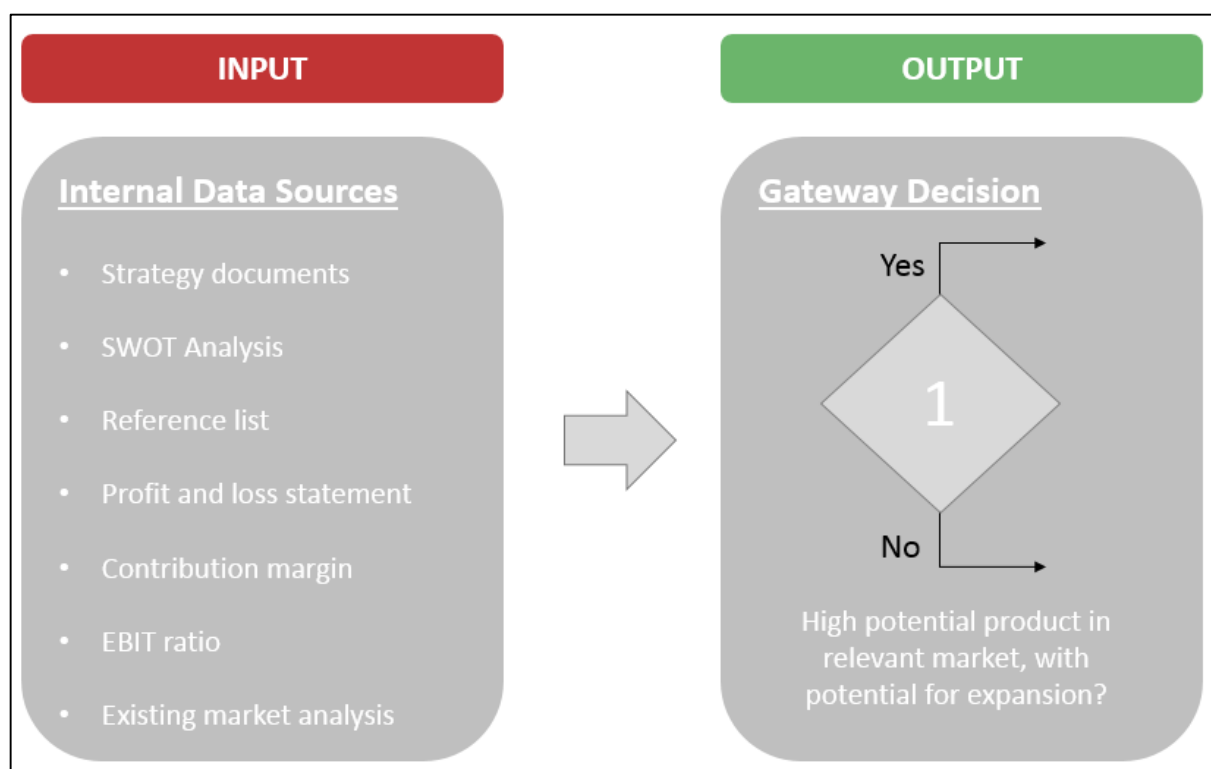 INPUT
OUTPUT
Internal Data Sources
• Strategy documents
• SWOT Analysis
• Reference list
• Profit and loss statement
• Contribution margin
• EBIT ratio
• Existing market analysis
Gateway Decision
Yes
1
No
High potential product in
relevant market, with
potential for expansion?